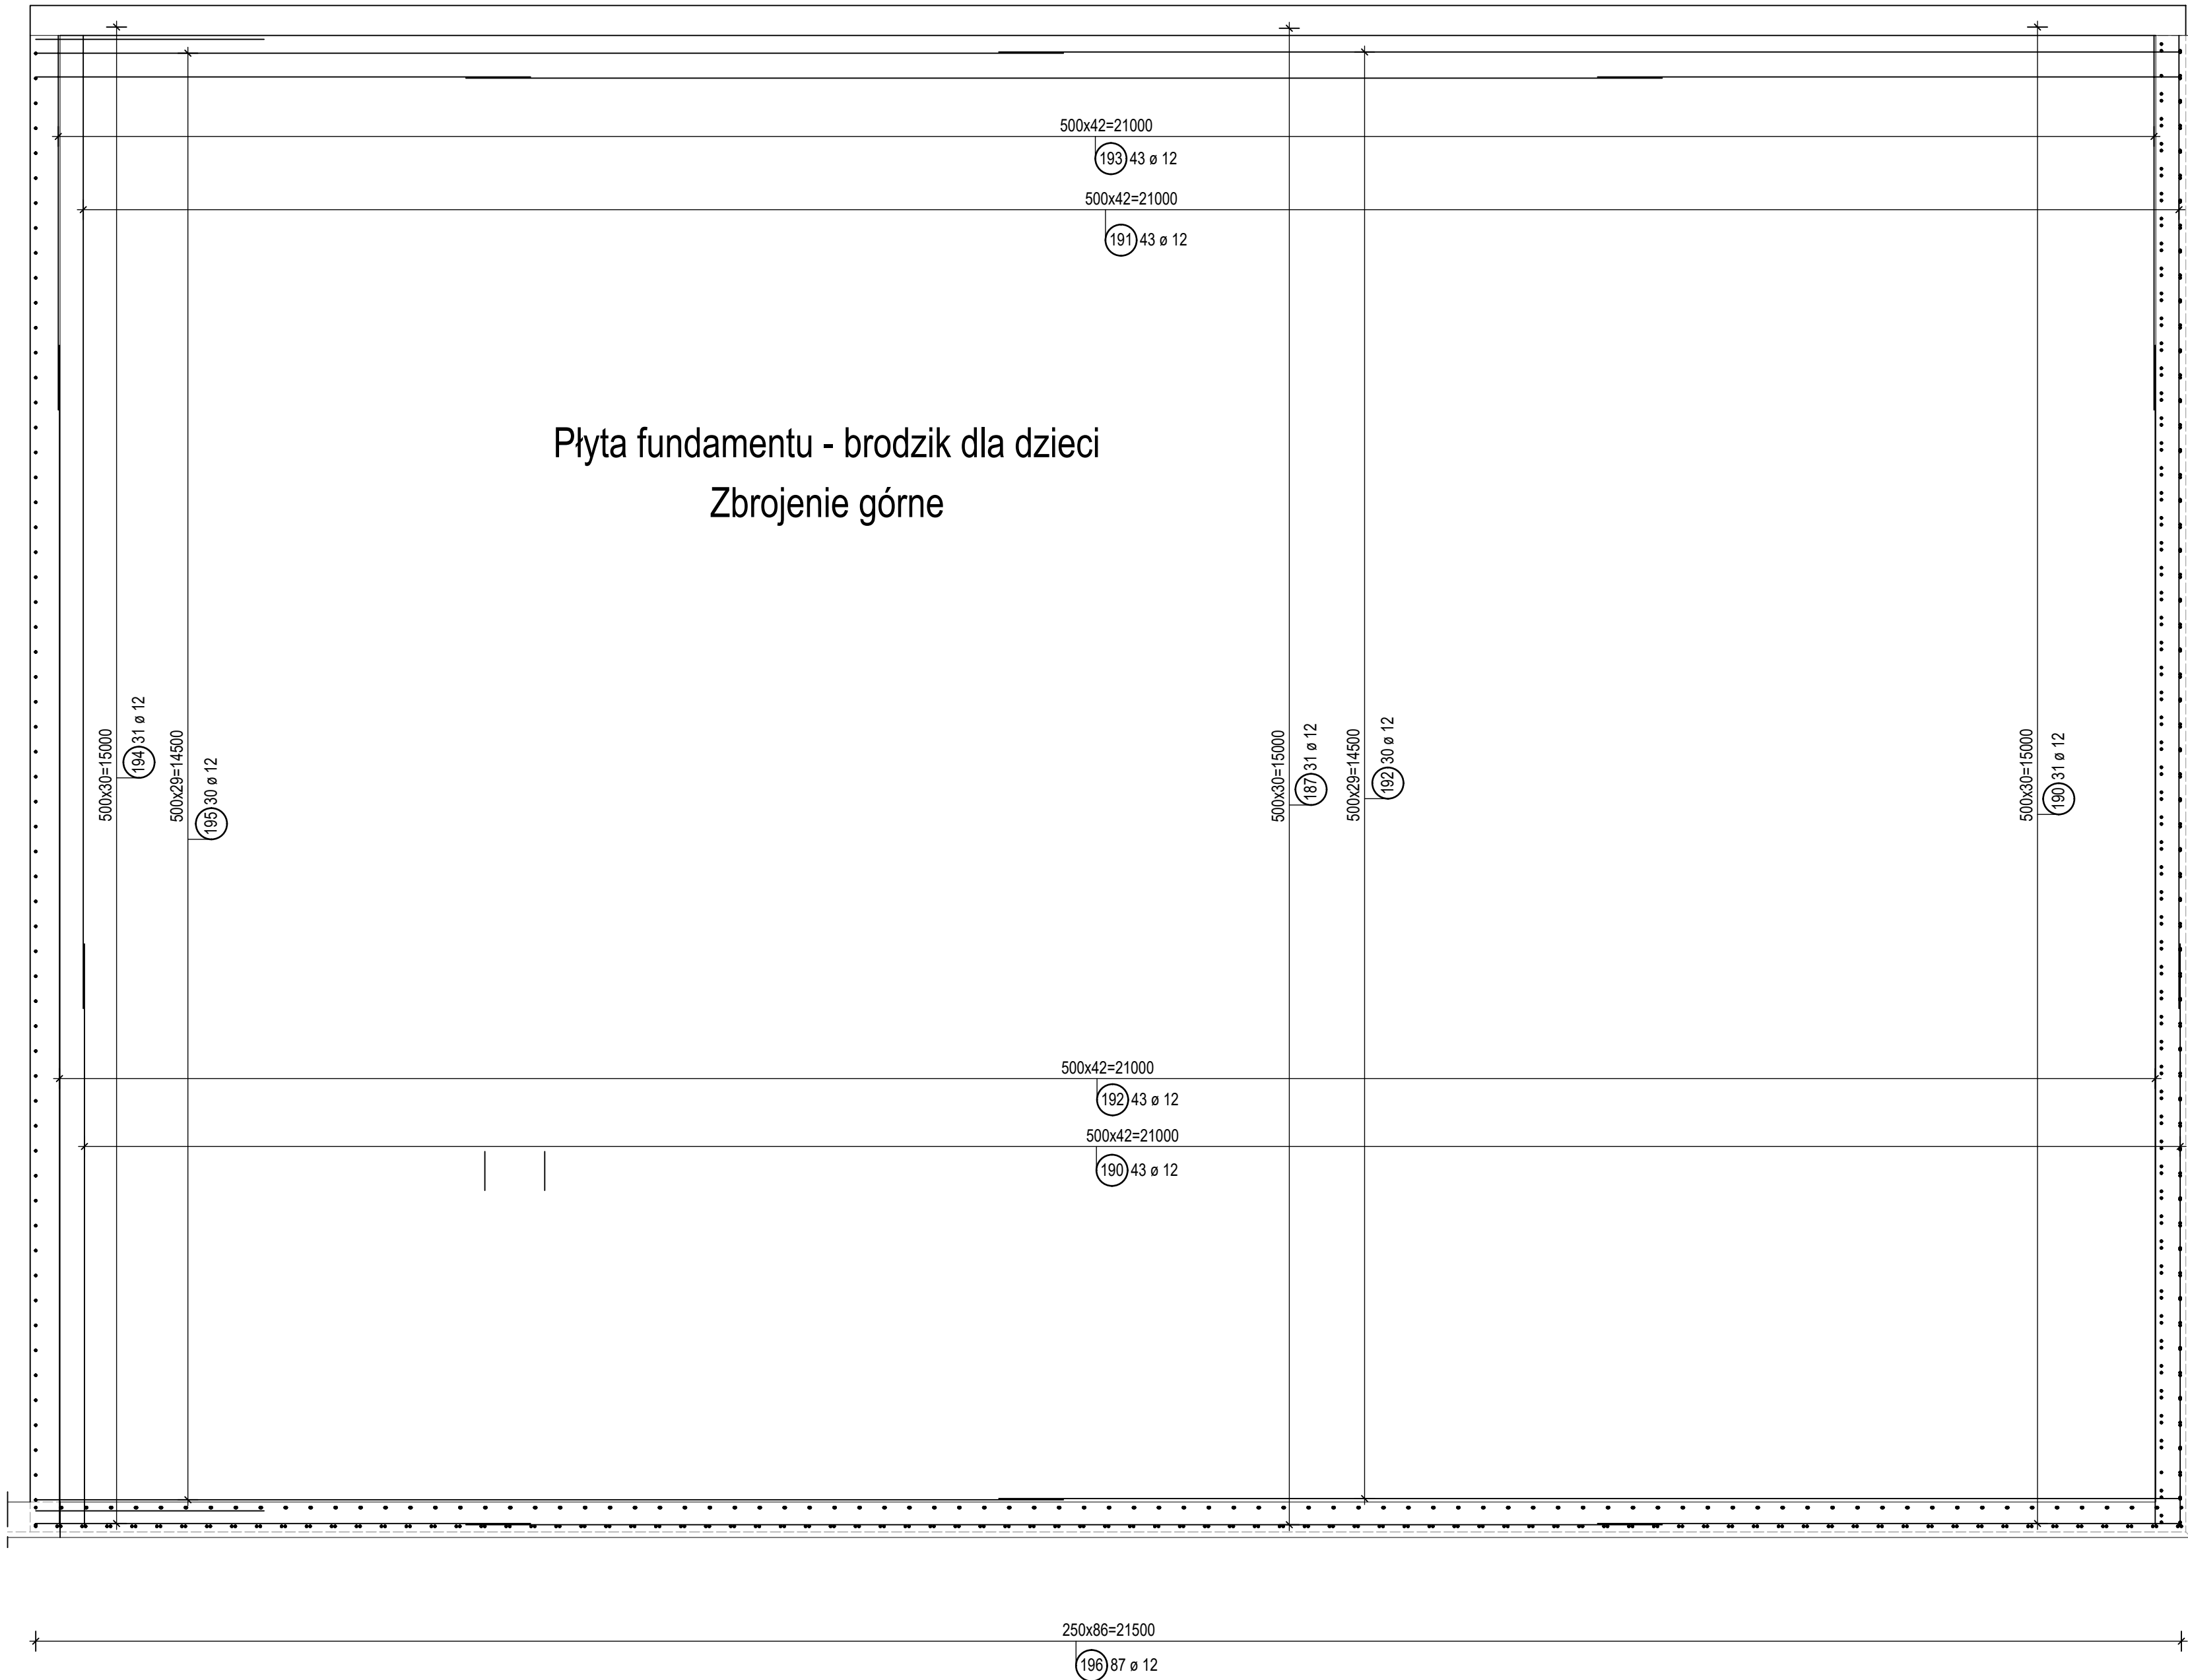 500x42=21000
193 43 ø 12
500x42=21000
191 43 ø 12
Płyta fundamentu - brodzik dla dzieci
Zbrojenie górne
500x30=15000
194 31 ø 12
500x29=14500
195 30 ø 12
500x30=15000
187 31 ø 12
500x29=14500
192 30 ø 12
500x30=15000
190 31 ø 12
500x42=21000
192 43 ø 12
500x42=21000
190 43 ø 12
250x86=21500
196 87 ø 12